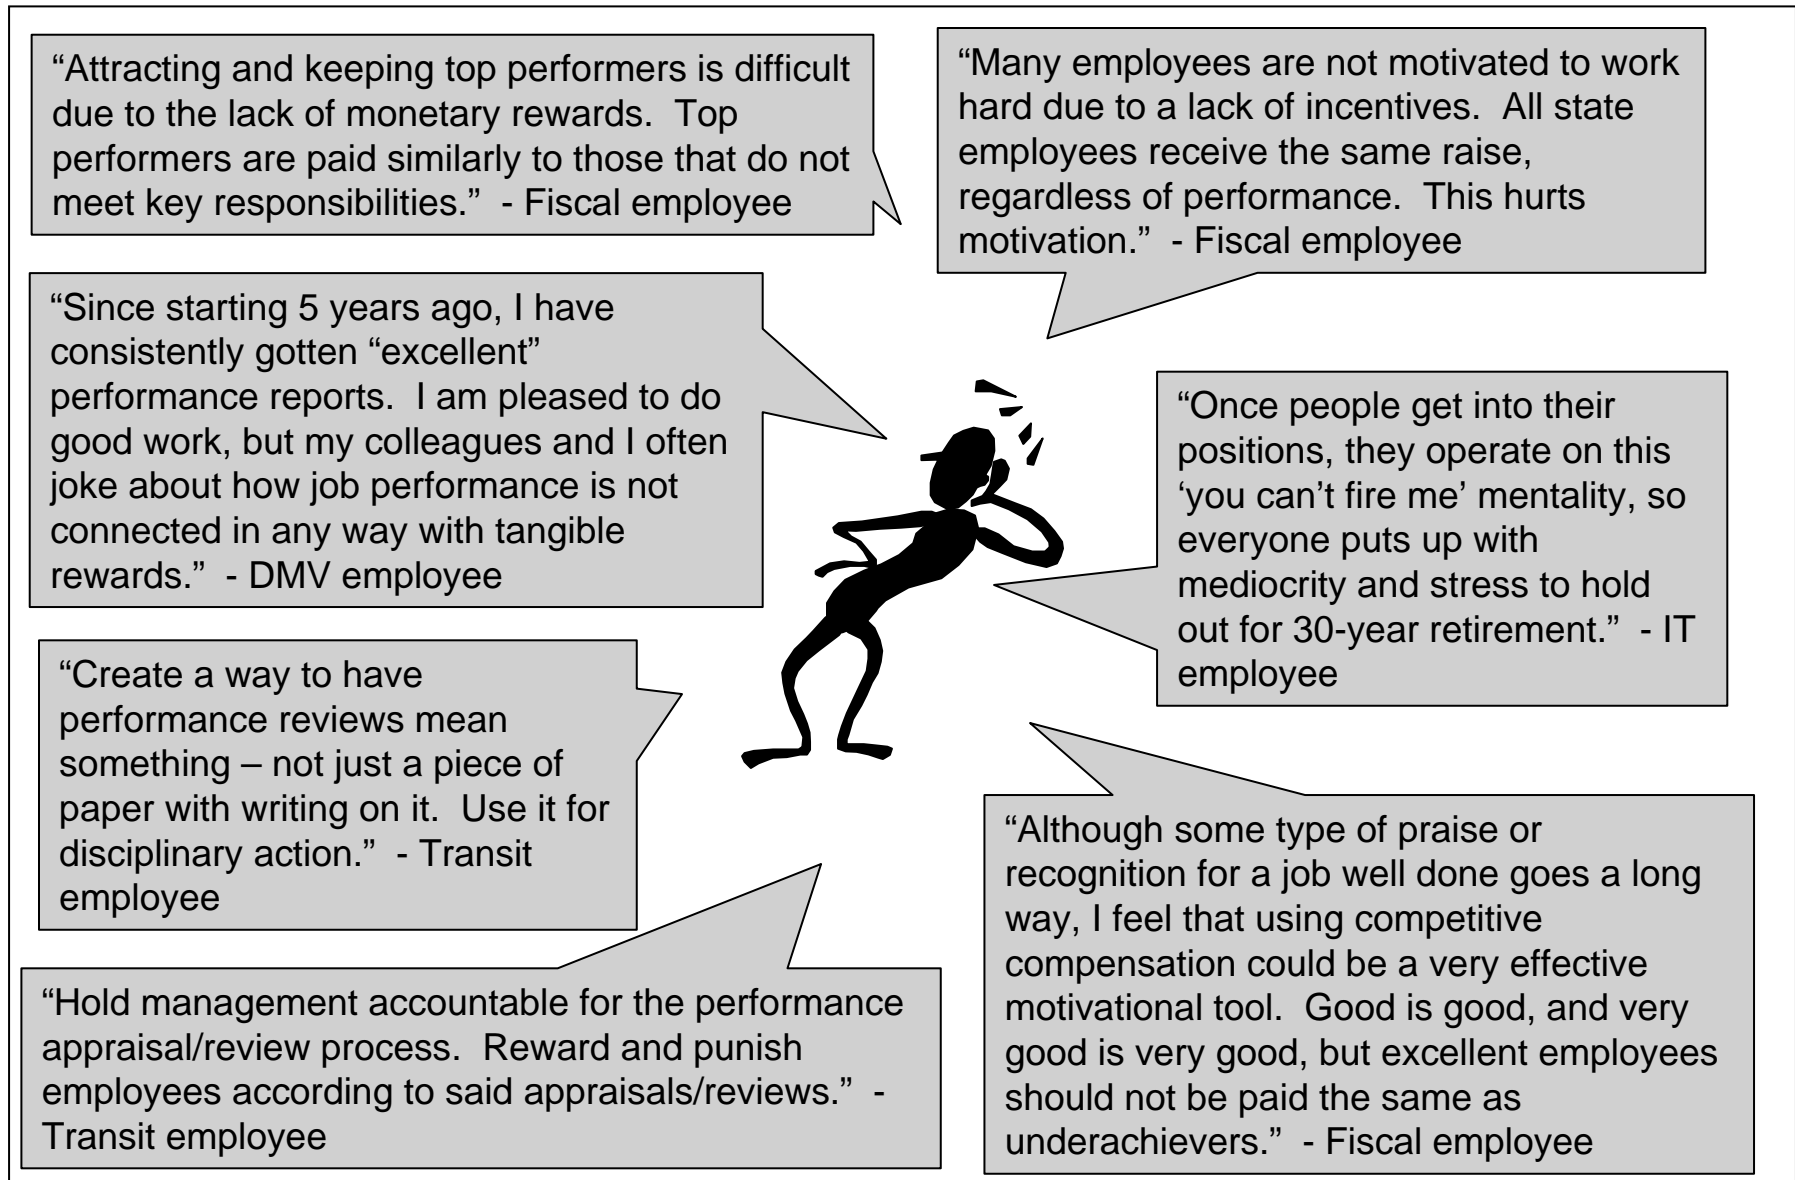 “Attracting and keeping top performers is difficult
due to the lack of monetary rewards.  Top
performers are paid similarly to those that do not
meet key responsibilities.”  - Fiscal employee
“Many employees are not motivated to work
hard due to a lack of incentives.  All state
employees receive the same raise,
regardless of performance.  This hurts
motivation.”  - Fiscal employee
“Since starting 5 years ago, I have
consistently gotten “excellent”
performance reports.  I am pleased to do
good work, but my colleagues and I often
joke about how job performance is not
connected in any way with tangible
rewards.”  - DMV employee
“Once people get into their
positions, they operate on this
‘you can’t fire me’ mentality, so
everyone puts up with
mediocrity and stress to hold
out for 30-year retirement.”  - IT
employee
“Create a way to have
performance reviews mean
something – not just a piece of
paper with writing on it.  Use it for
disciplinary action.”  - Transit
employee
“Although some type of praise or
recognition for a job well done goes a long
way, I feel that using competitive
compensation could be a very effective
motivational tool.  Good is good, and very
good is very good, but excellent employees
should not be paid the same as
underachievers.”  - Fiscal employee
“Hold management accountable for the performance
appraisal/review process.  Reward and punish
employees according to said appraisals/reviews.”  -
Transit employee